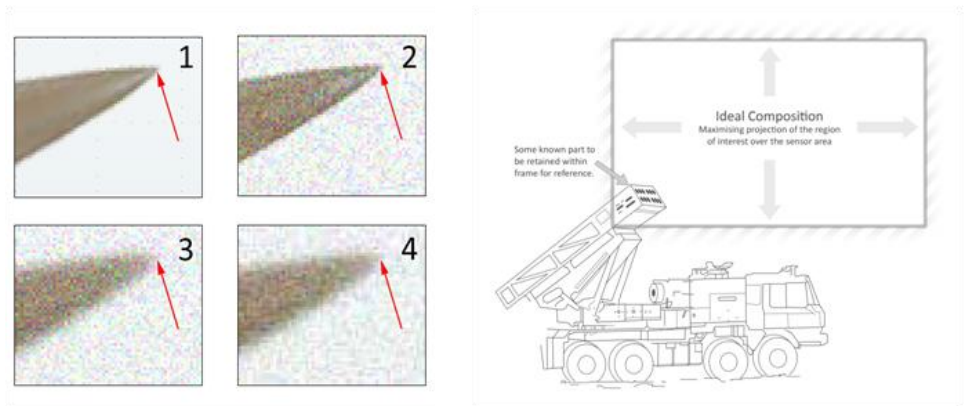 1
2
3
4
Ideal Composition
Maximising projection of the region
of interest over the sensor area
Some known part to
be retained within
frame for reference.